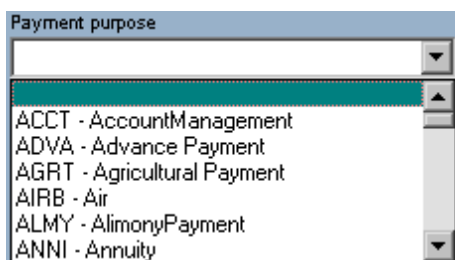 Payment purpose
ACCT - AccountManagement
ADVA - Advance Payment
AGRT - Agricultural Payment
AIRB - Air
ALMY - AlimonyPayment
ANNI - Annuity